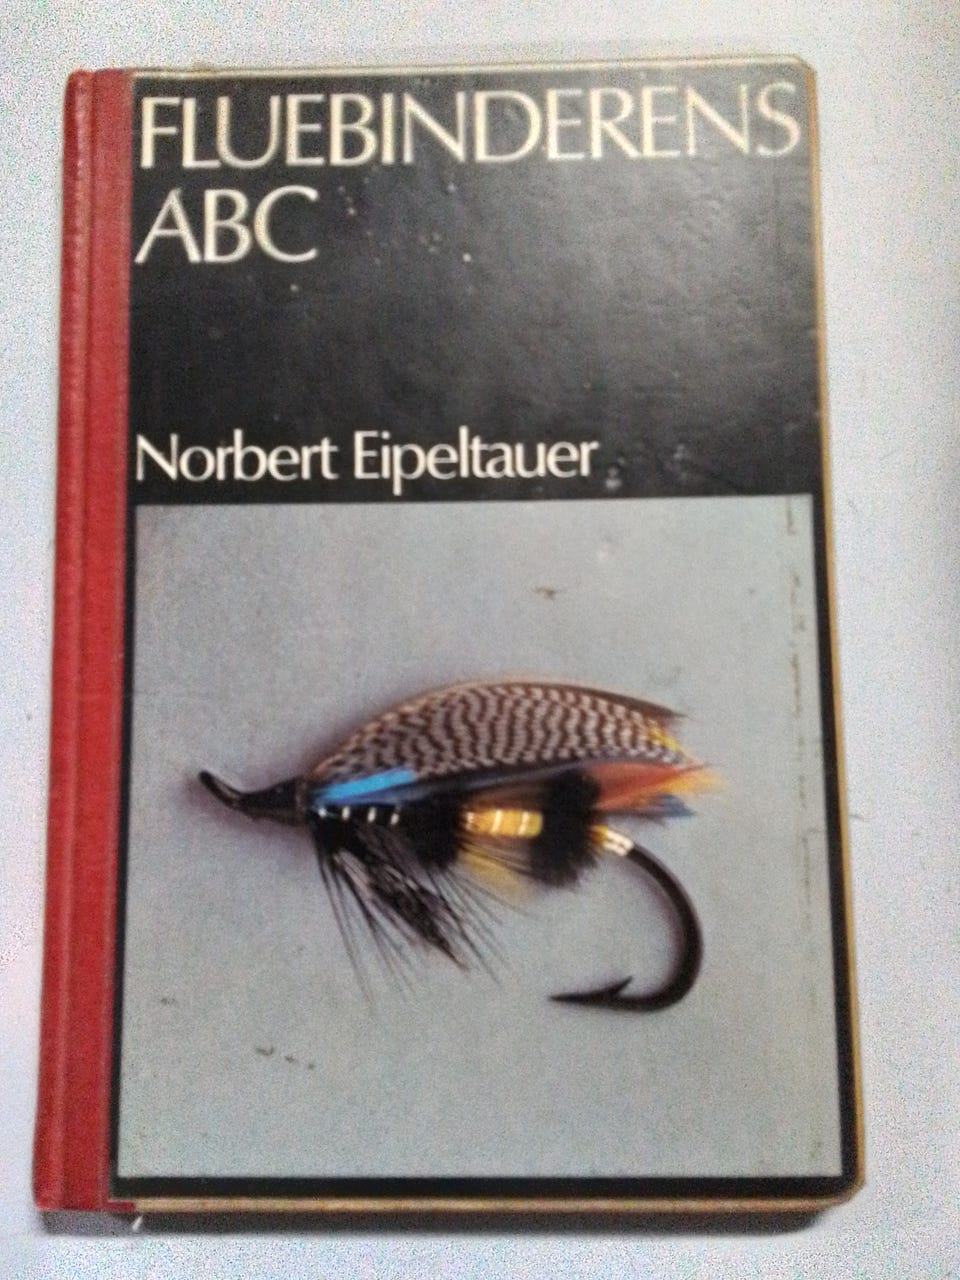 FLUEBINDERENS
ABC
Norbert Eipeltauer